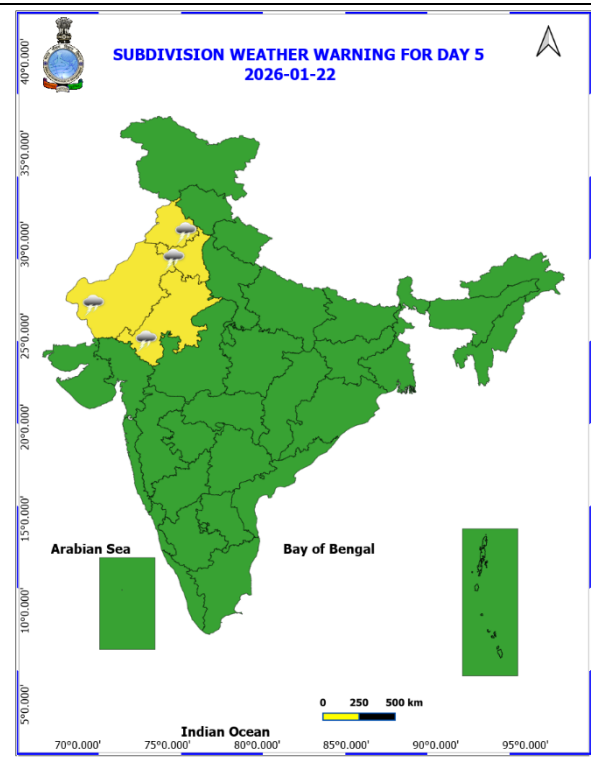 SUBDIVISION WEATHER WARNING FOR DAY 5
2026-01-22
40°0.000'
35°0.000'
30°0.000'
25°0.000'
20°0.000'
15°0.000'
10°0.000'
5°0.000'
Arabian Sea
Bay of Bengal
0 250 500 km
Indian Ocean
70°0.000' 75°0.000' 80°0.000' 85°0.000' 90°0.000' 95°0.000'